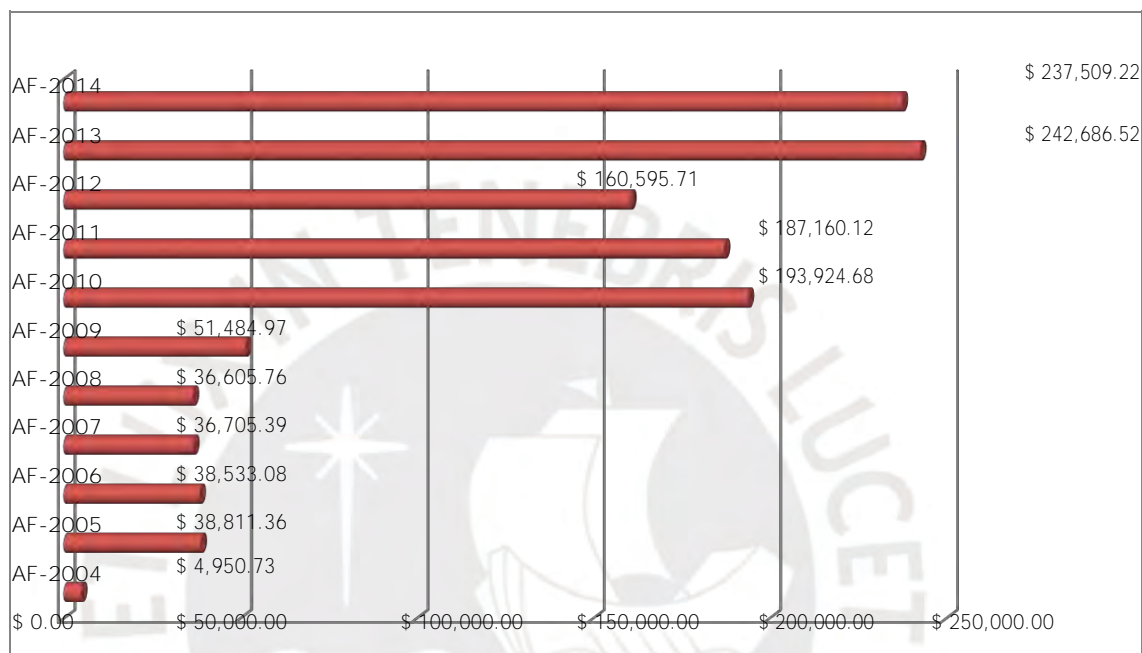 AF-2014 $ 237,509.22
AF-2013 $ 242,686.52
AF-2012 $ 160,595.71
AF-2011 $ 187,160.12
AF-2010 $ 193,924.68
AF-2009 $ 51,484.97
AF-2008 $ 36,605.76
AF-2007 $ 36,705.39
AF-2006 $ 38,533.08
AF-2005 $ 38,811.36
AF-2004 $ 4,950.73
$ 0.00 $ 50,000.00 $ 100,000.00 $ 150,000.00 $ 200,000.00 $ 250,000.00
TENEBRIS LUCET